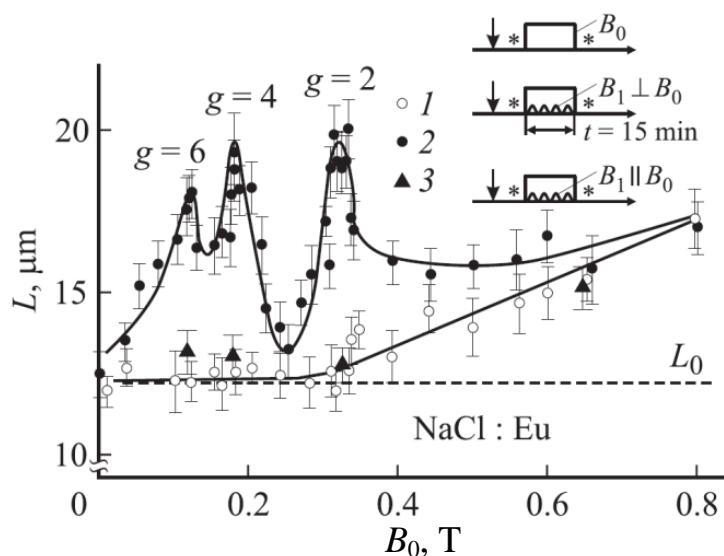 * * B₀
g = 2
g = 4
g = 6
1
2
3
* * B₁ ⊥ B₀
t = 15 min
* * B₁ ∥ B₀
20
15
10
L, μm
L₀
NaCl : Eu
0 0.2 0.4 0.6 0.8
B₀, T